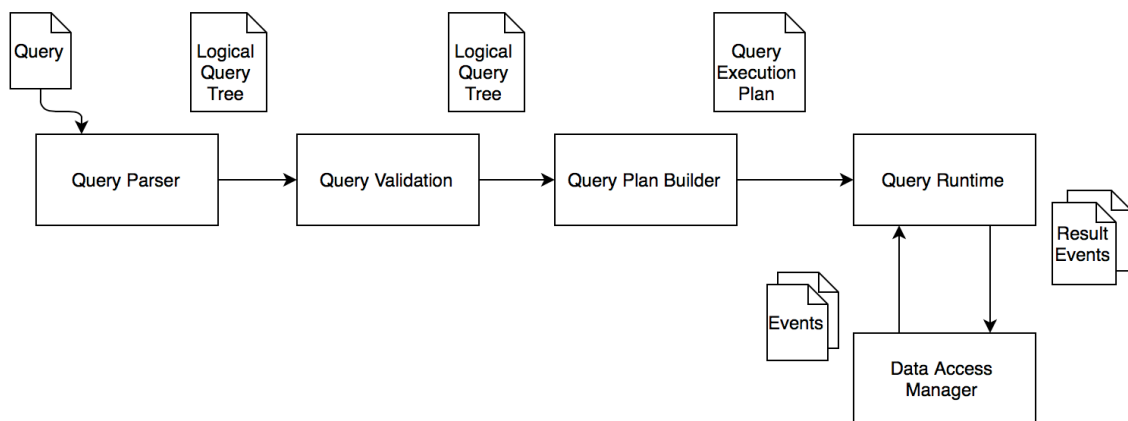 Query
Logical
Query
Tree
Logical
Query
Tree
Query
Execution
Plan
Query Parser
Query Validation
Query Plan Builder
Query Runtime
Result
Events
Events
Data Access
Manager